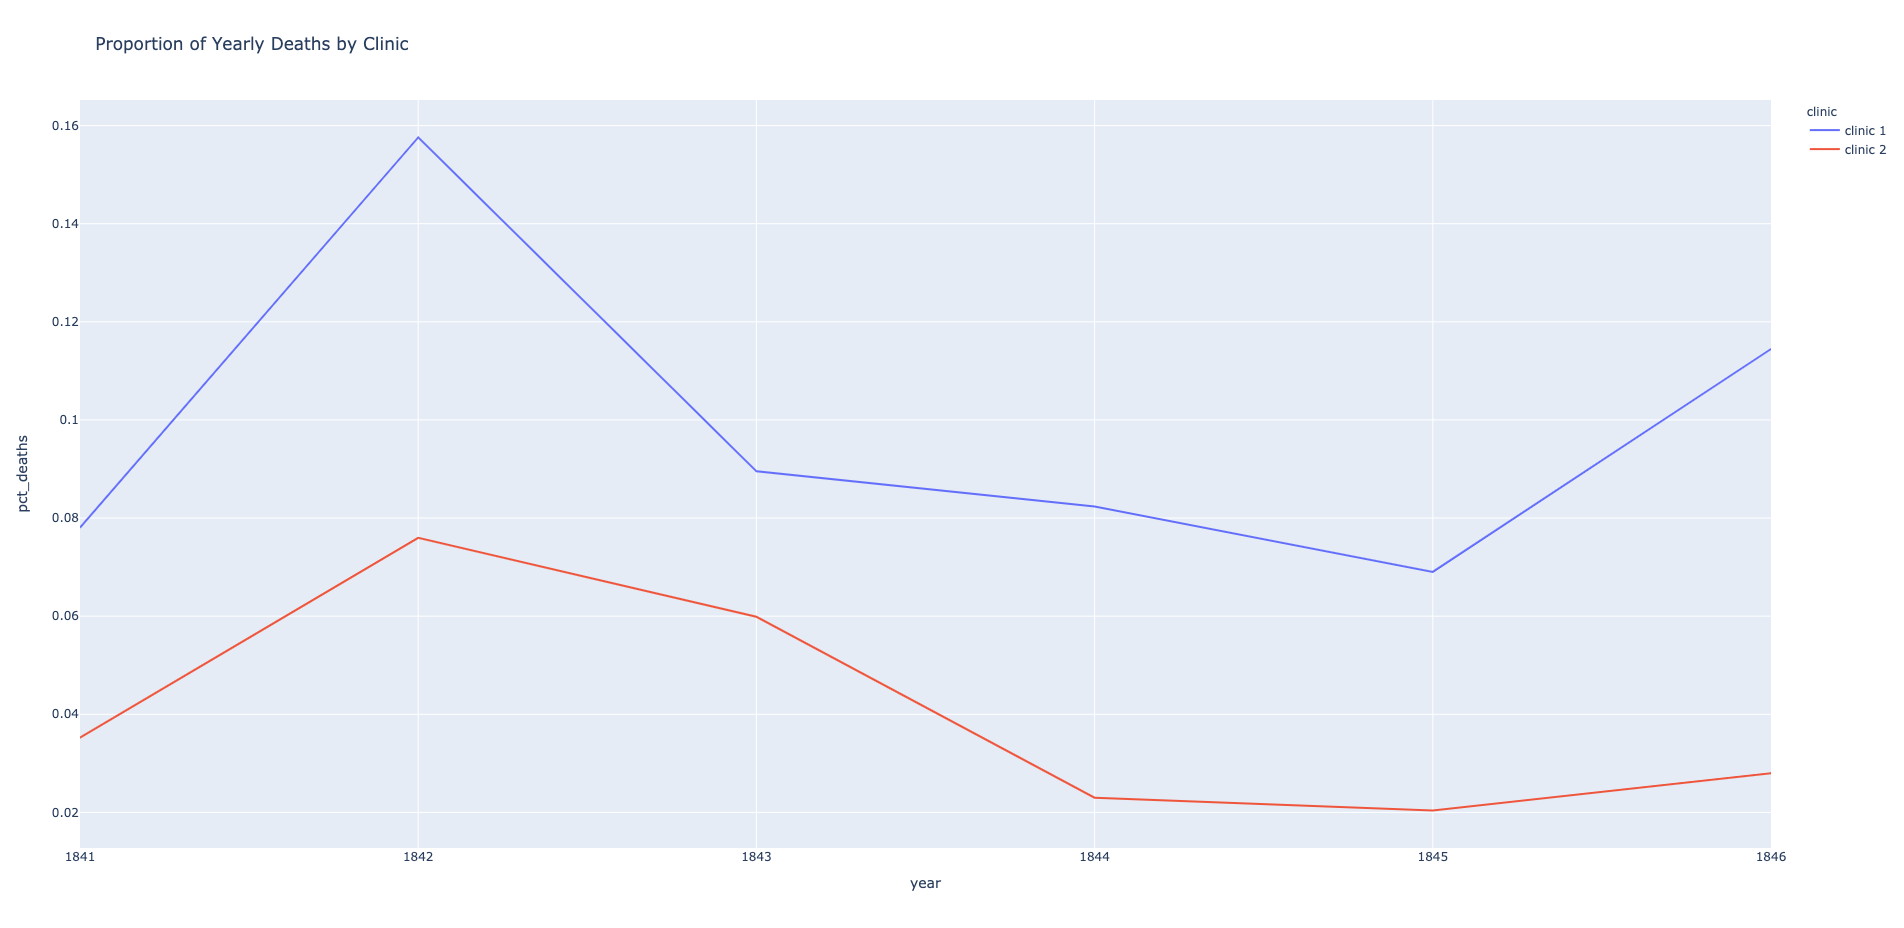 Proportion of Yearly Deaths by Clinic
clinic
clinic 1
clinic 2
0.16
0.14
0.12
0.1
0.08
0.06
0.04
0.02
pct_deaths
1841 1842 1843 1844 1845 1846
year